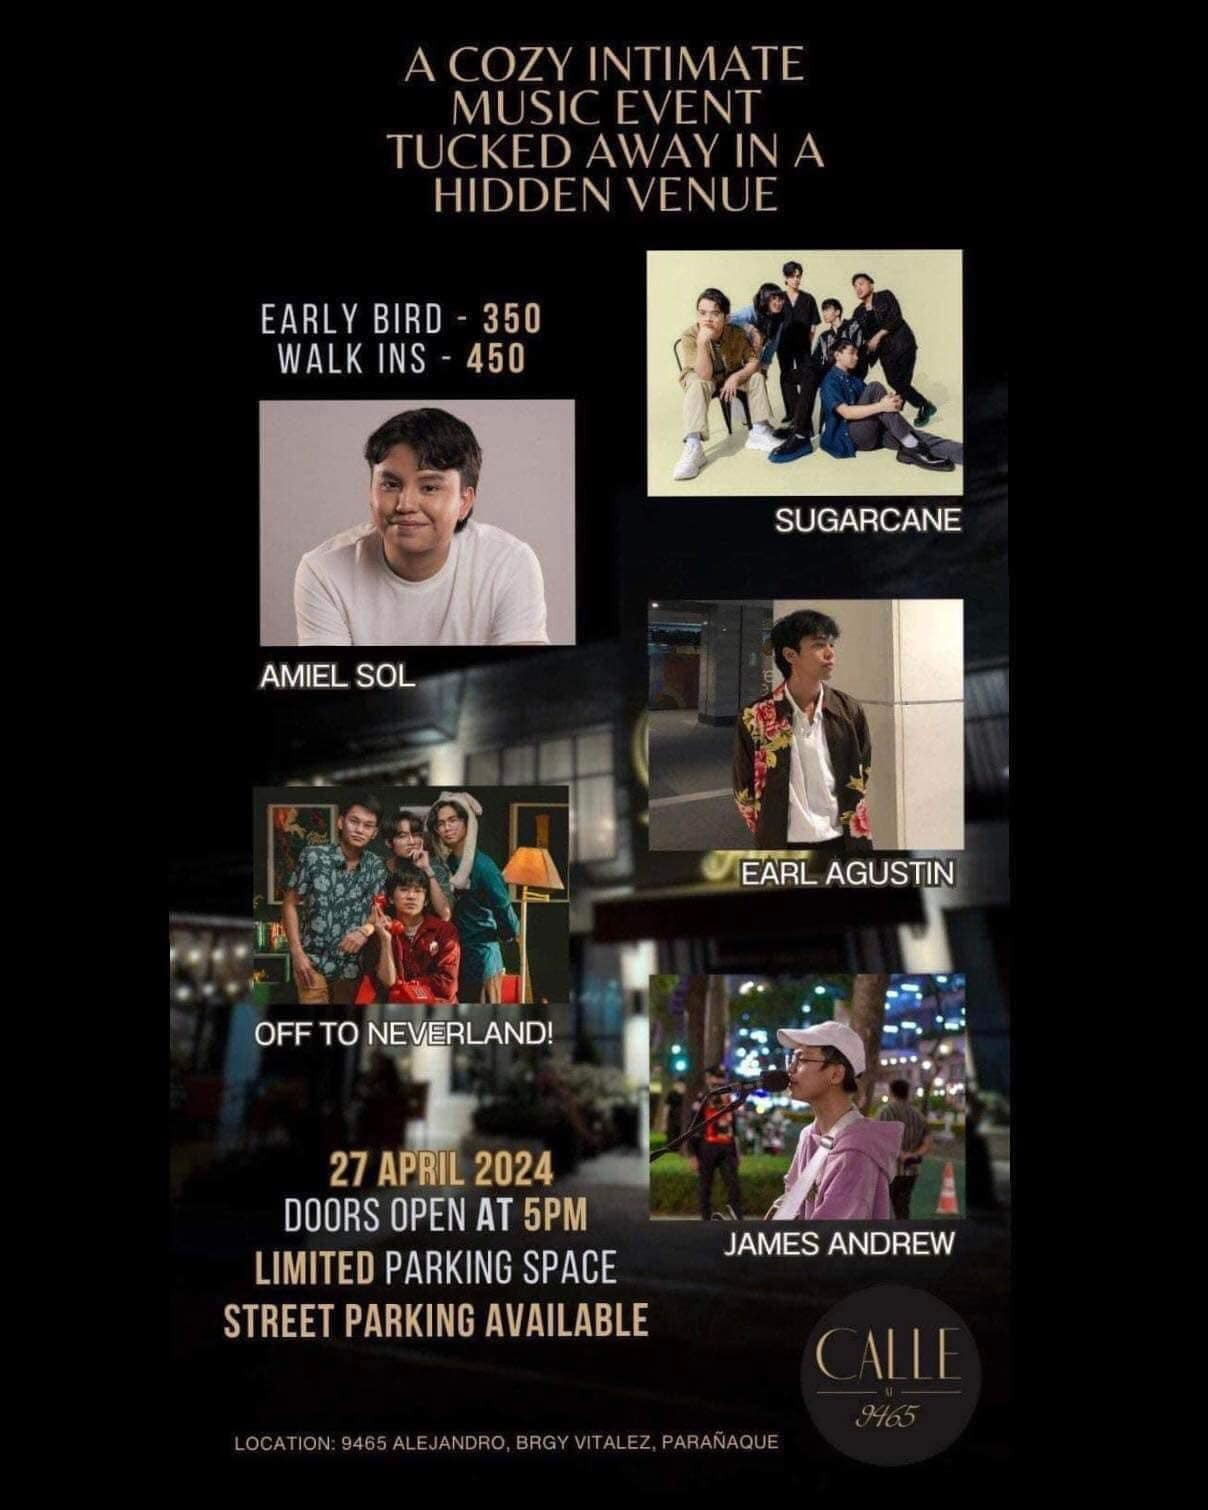 A COZY INTIMATE
MUSIC EVENT
TUCKED AWAY IN A
HIDDEN VENUE
EARLY BIRD - 350
WALK INS - 450
SUGARCANE
AMIEL SOL
EARL AGUSTIN
OFF TO NEVERLAND!
JAMES ANDREW
27 APRIL 2024
DOORS OPEN AT 5PM
LIMITED PARKING SPACE
STREET PARKING AVAILABLE
CALLE
AT
9465
LOCATION: 9465 ALEJANDRO, BRGY VITALEZ, PARAÑAQUE